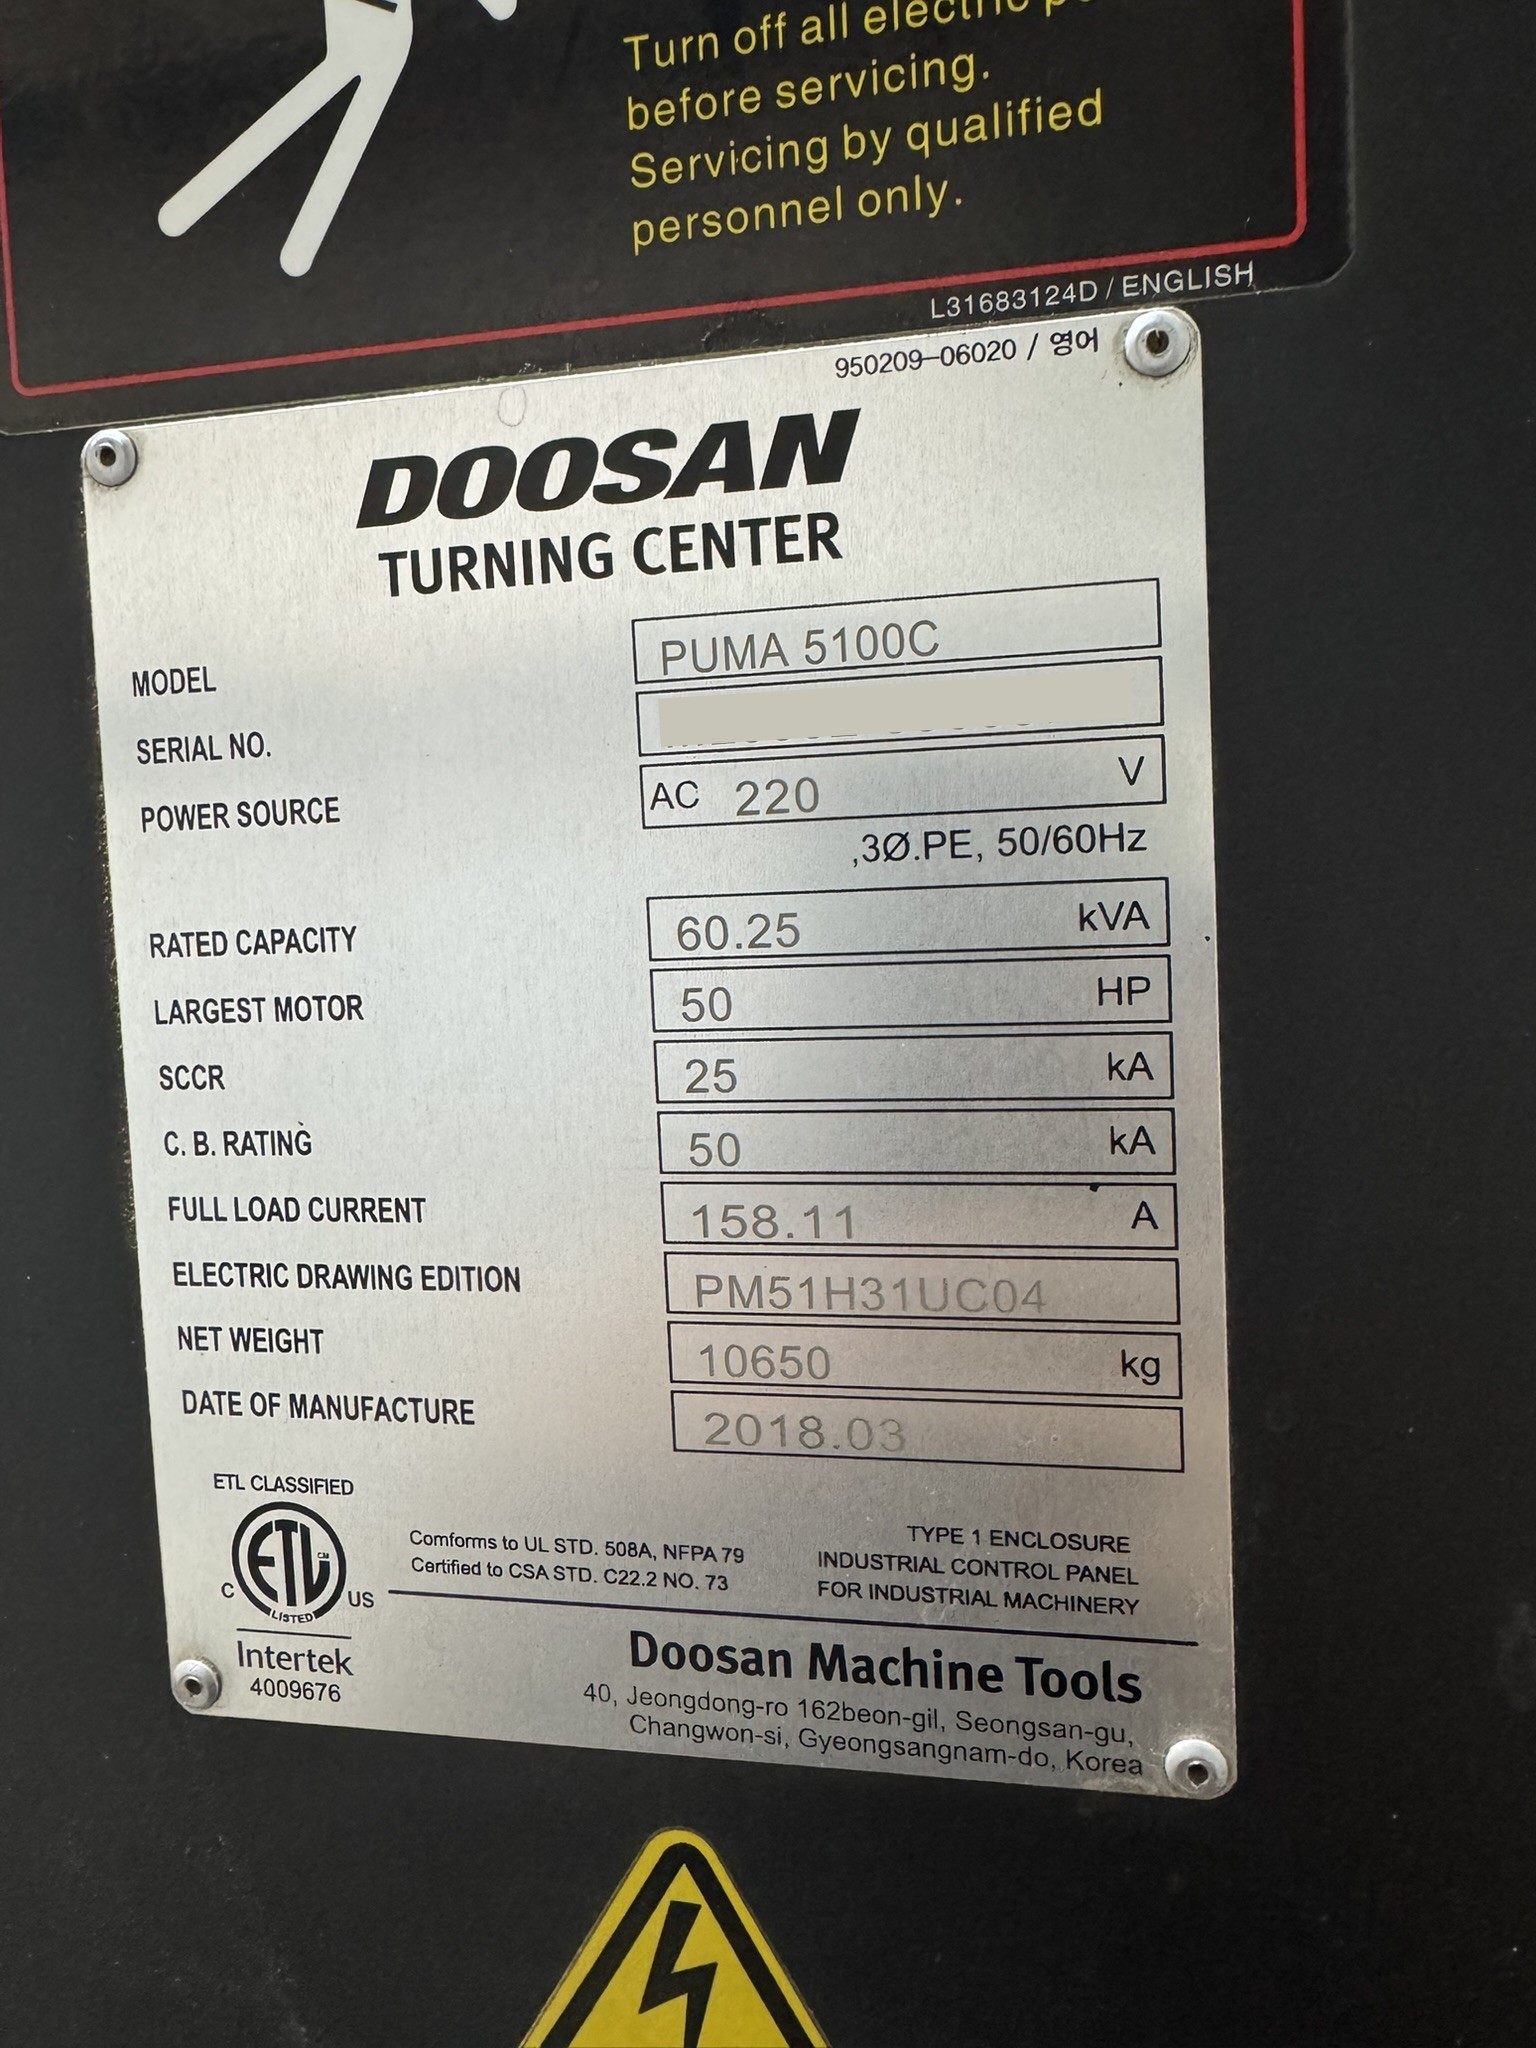 Turn off all electric
before servicing.
Servicing by qualified
personnel only.
L31683124D / ENGLISH
950209-06020 / 영어
DOOSAN
TURNING CENTER
MODEL PUMA 5100C
SERIAL NO.
POWER SOURCE AC 220 V
,3Ø.PE, 50/60Hz
RATED CAPACITY 60.25 kVA
LARGEST MOTOR 50 HP
SCCR 25 kA
C. B. RATING 50 kA
FULL LOAD CURRENT 158.11 A
ELECTRIC DRAWING EDITION PM51H31UC04
NET WEIGHT 10650 kg
DATE OF MANUFACTURE 2018.03
ETL CLASSIFIED
ETL CM
C LISTED US
Intertek
4009676
Comforms to UL STD. 508A, NFPA 79
Certified to CSA STD. C22.2 NO. 73
TYPE 1 ENCLOSURE
INDUSTRIAL CONTROL PANEL
FOR INDUSTRIAL MACHINERY
Doosan Machine Tools
40, Jeongdong-ro 162beon-gil, Seongsan-gu,
Changwon-si, Gyeongsangnam-do, Korea